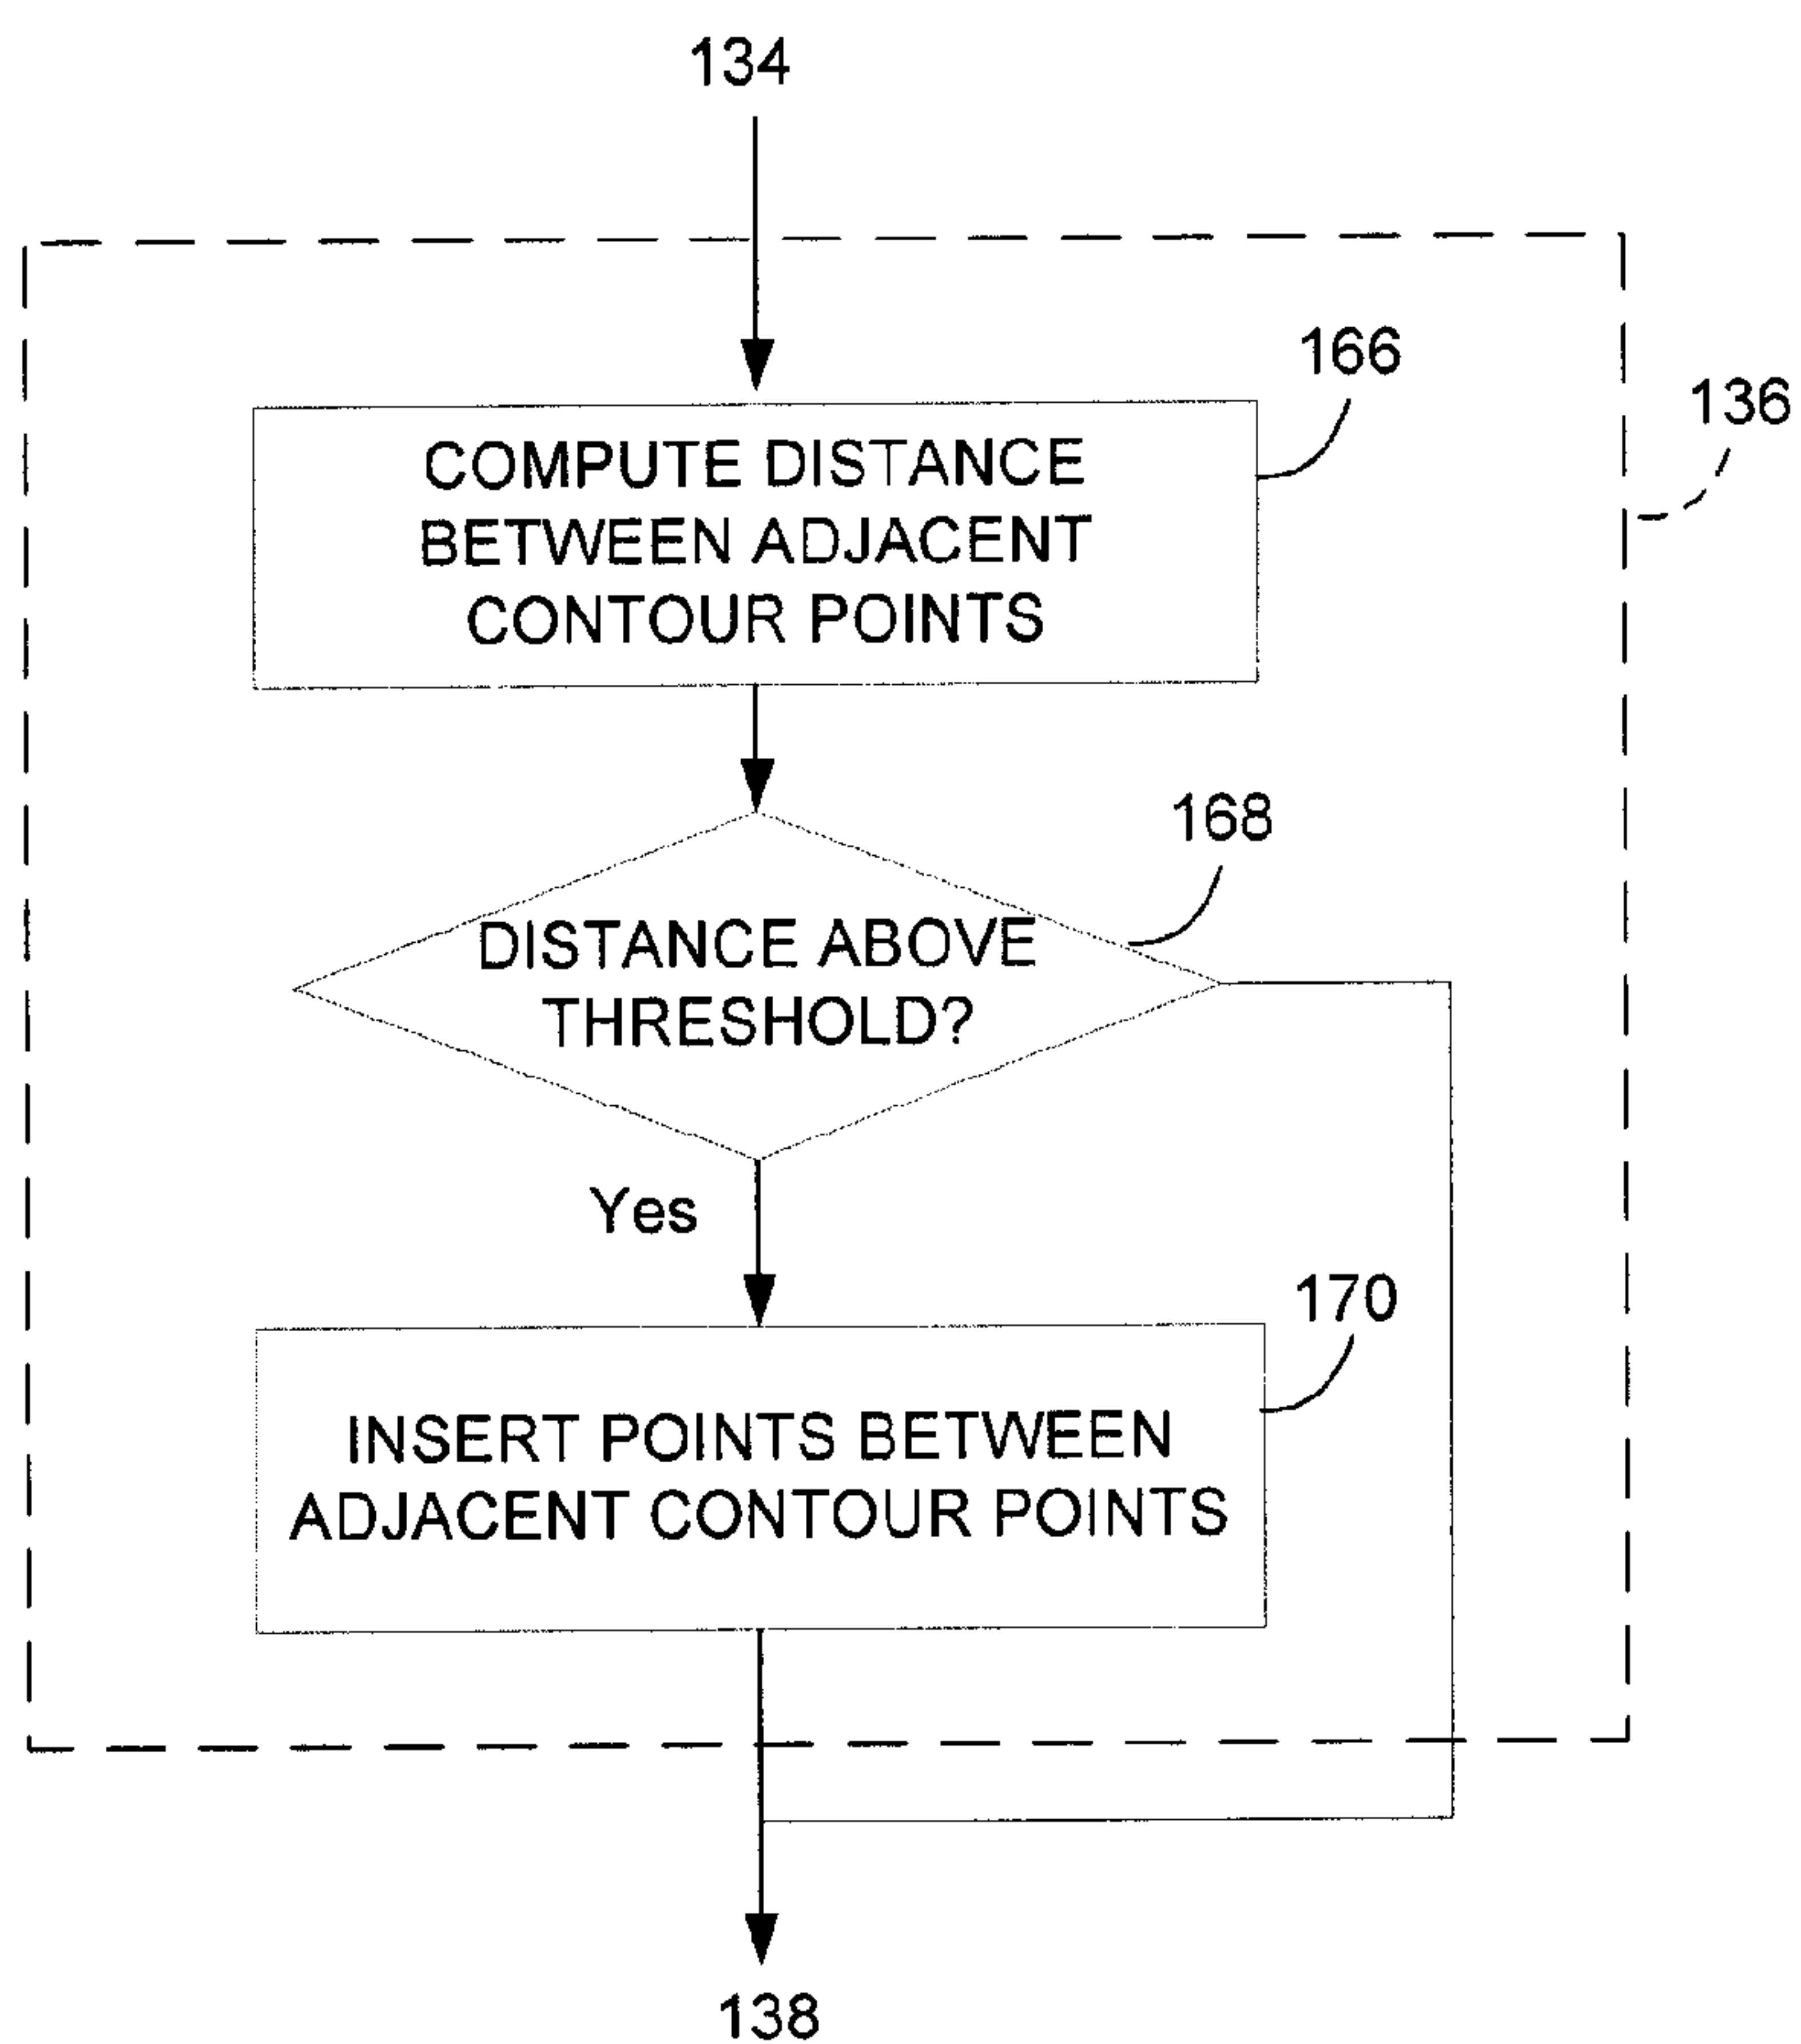 134
166
136
COMPUTE DISTANCE
BETWEEN ADJACENT
CONTOUR POINTS
168
DISTANCE ABOVE
THRESHOLD?
Yes
170
INSERT POINTS BETWEEN
ADJACENT CONTOUR POINTS
138